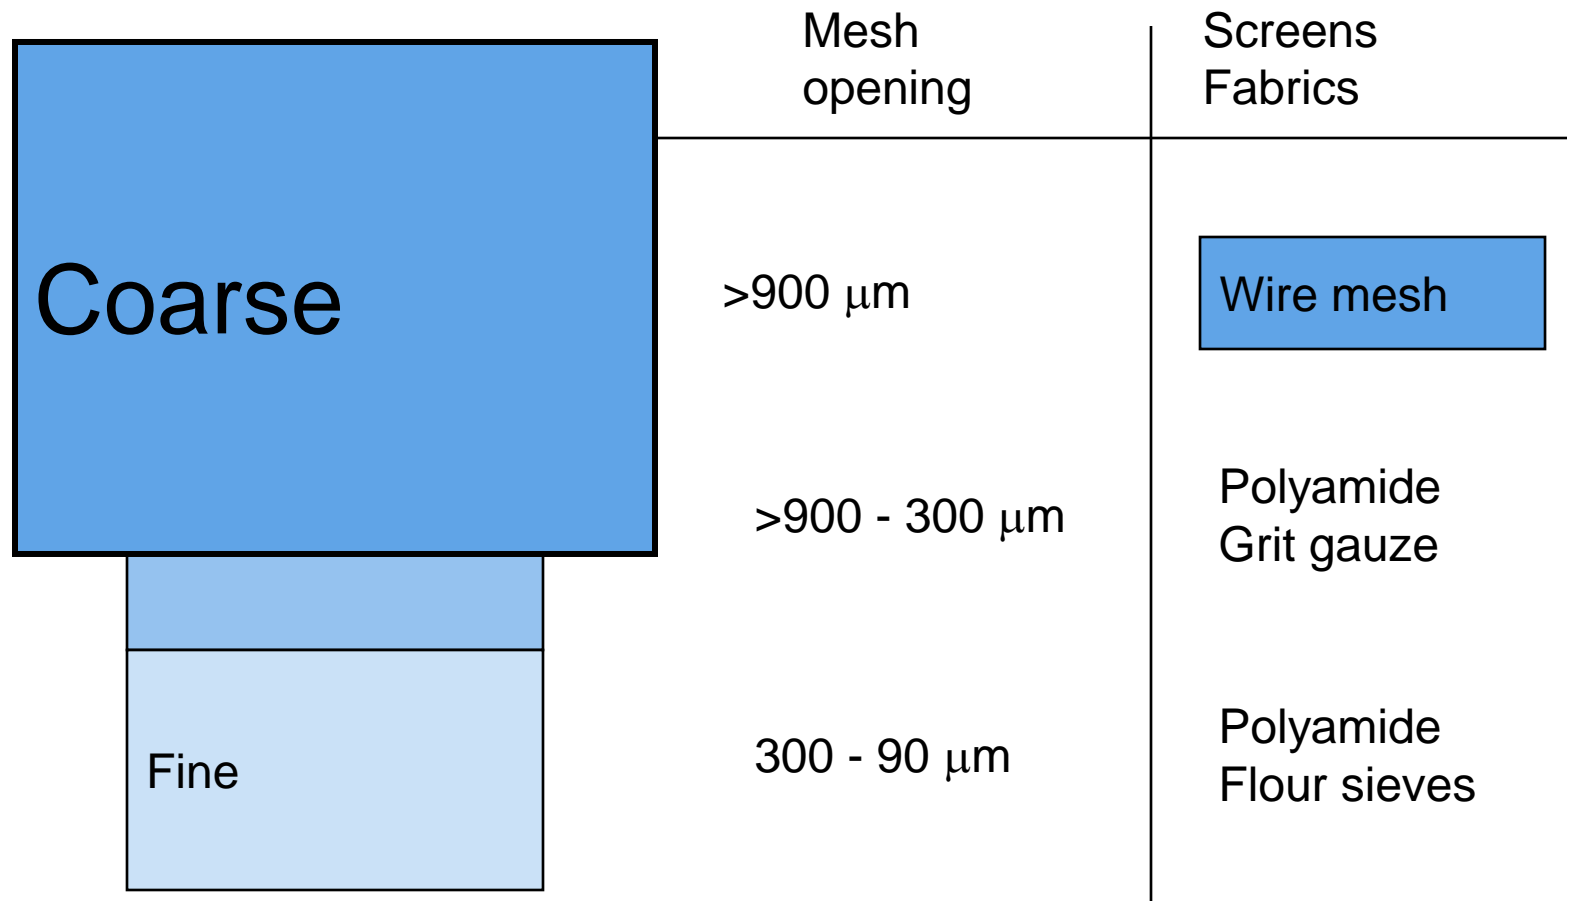 Mesh
opening
Screens
Fabrics
Coarse
>900 μm
Wire mesh
>900 - 300 μm
Polyamide
Grit gauze
Fine
300 - 90 μm
Polyamide
Flour sieves